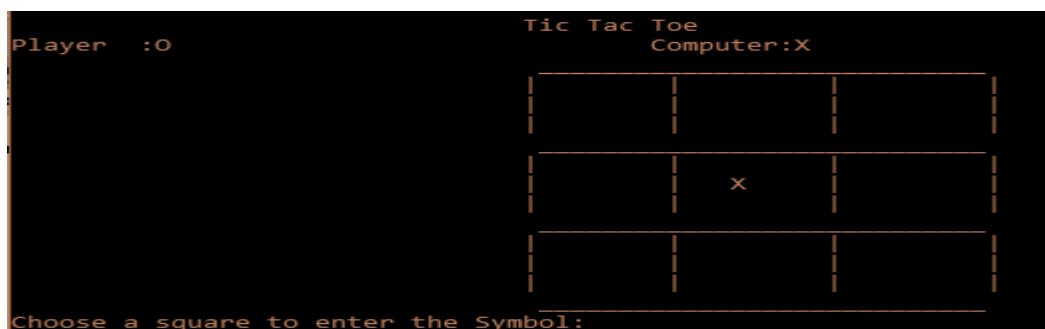 Tic Tac Toe
Player :O Computer:X
X
Choose a square to enter the Symbol: